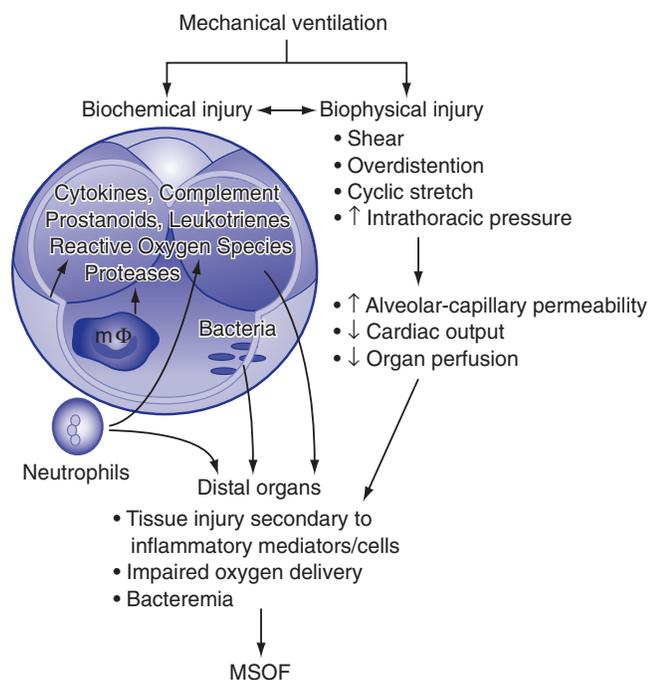 Mechanical ventilation
Biochemical injury
Biophysical injury
• Shear
• Overdistention
• Cyclic stretch
• ↑ Intrathoracic pressure
Cytokines, Complement
Prostanoids, Leukotrienes
Reactive Oxygen Species
Proteases
mΦ
Bacteria
• ↑ Alveolar-capillary permeability
• ↓ Cardiac output
• ↓ Organ perfusion
Neutrophils
Distal organs
• Tissue injury secondary to
inflammatory mediators/cells
• Impaired oxygen delivery
• Bacteremia
MSOF